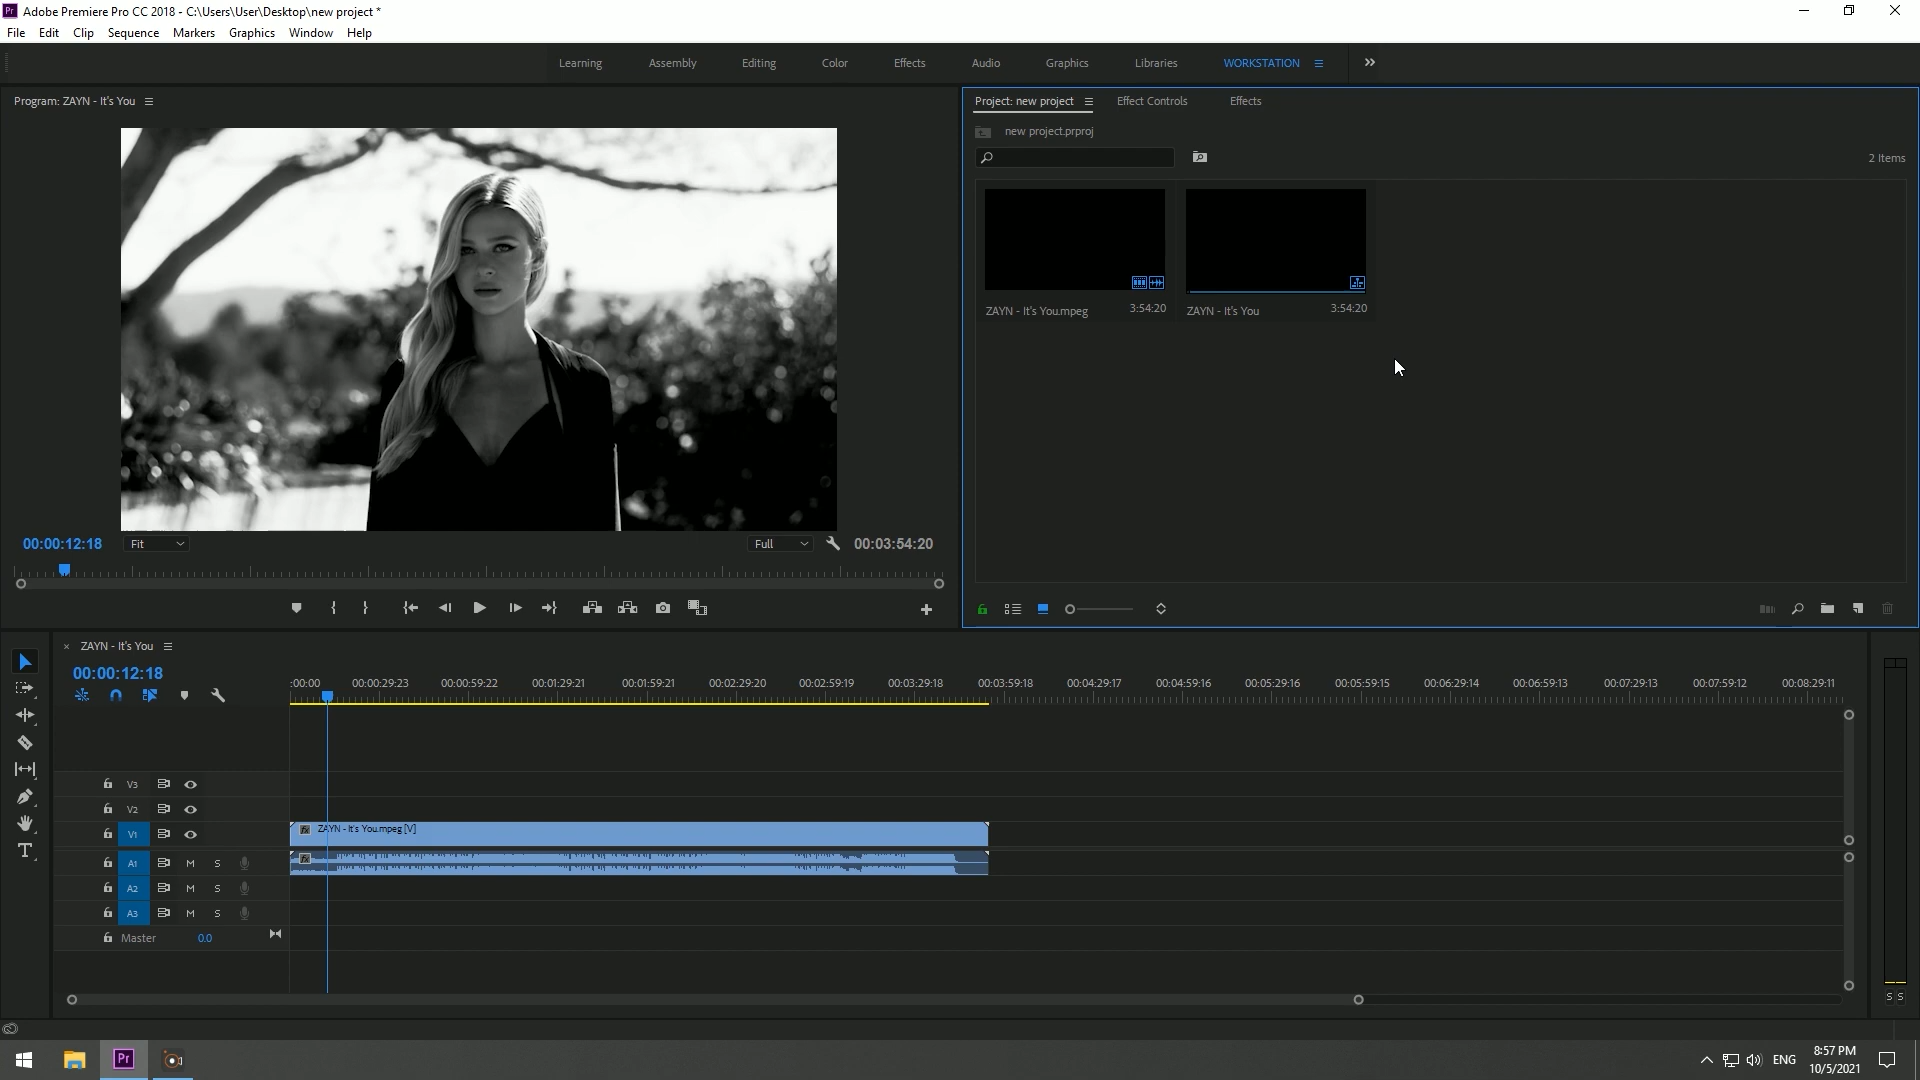 Pr Adobe Premiere Pro CC 2018 - C:\Users\User\Desktop\new project *
File Edit Clip Sequence Markers Graphics Window Help
Learning Assembly Editing Color Effects Audio Graphics Libraries WORKSTATION
Program: ZAYN - It's You
Project: new project Effect Controls Effects
new project.prproj
2 Items
ZAYN - It's You.mpeg 3:54:20 ZAYN - It's You 3:54:20
00:00:12:18 Fit Full 00:03:54:20
ZAYN - It's You
00:00:12:18
:00:00 00:00:29:23 00:00:59:22 00:01:29:21 00:01:59:21 00:02:29:20 00:02:59:19 00:03:29:18 00:03:59:18 00:04:29:17 00:04:59:16 00:05:29:16 00:05:59:15 00:06:29:14 00:06:59:13 00:07:29:13 00:07:59:12 00:08:29:11
V3
V2
V1 fx ZAYN - It's You.mpeg [V]
A1 M S fx
A2 M S
A3 M S
Master 0.0
S S
Pr
ENG
8:57 PM
10/5/2021